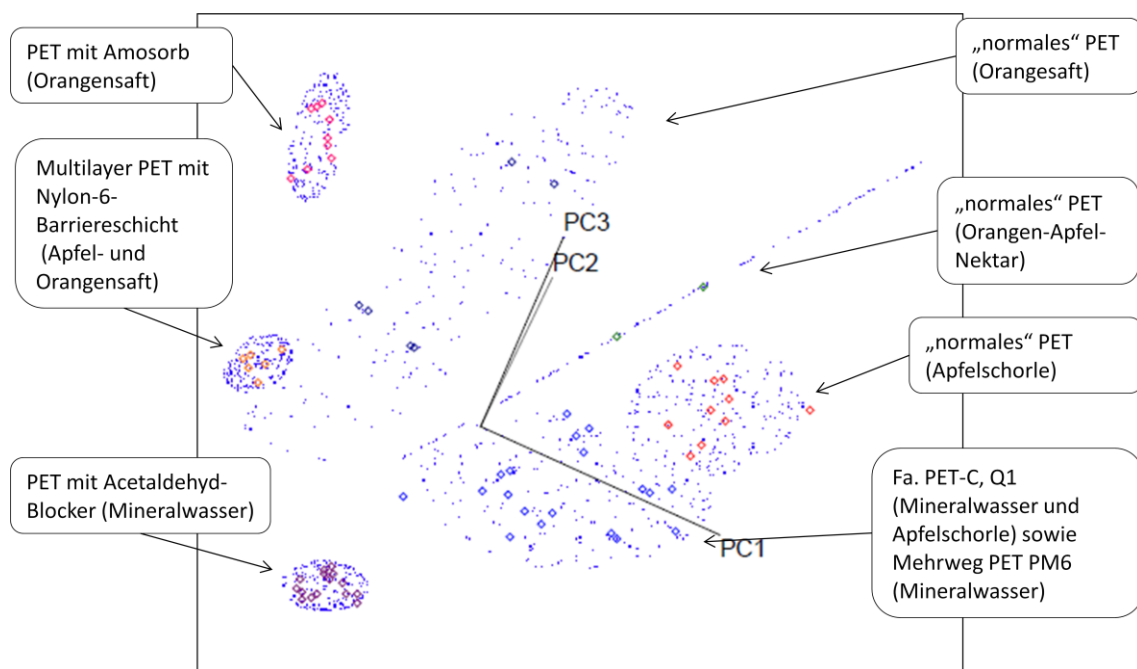 PET mit Amosorb
(Orangensaft)
„normales“ PET
(Orangesaft)
Multilayer PET mit
Nylon-6-
Barriereschicht
(Apfel- und
Orangensaft)
„normales“ PET
(Orangen-Apfel-
Nektar)
PC3
PC2
„normales“ PET
(Apfelschorle)
PET mit Acetaldehyd-
Blocker (Mineralwasser)
PC1
Fa. PET-C, Q1
(Mineralwasser und
Apfelschorle) sowie
Mehrweg PET PM6
(Mineralwasser)